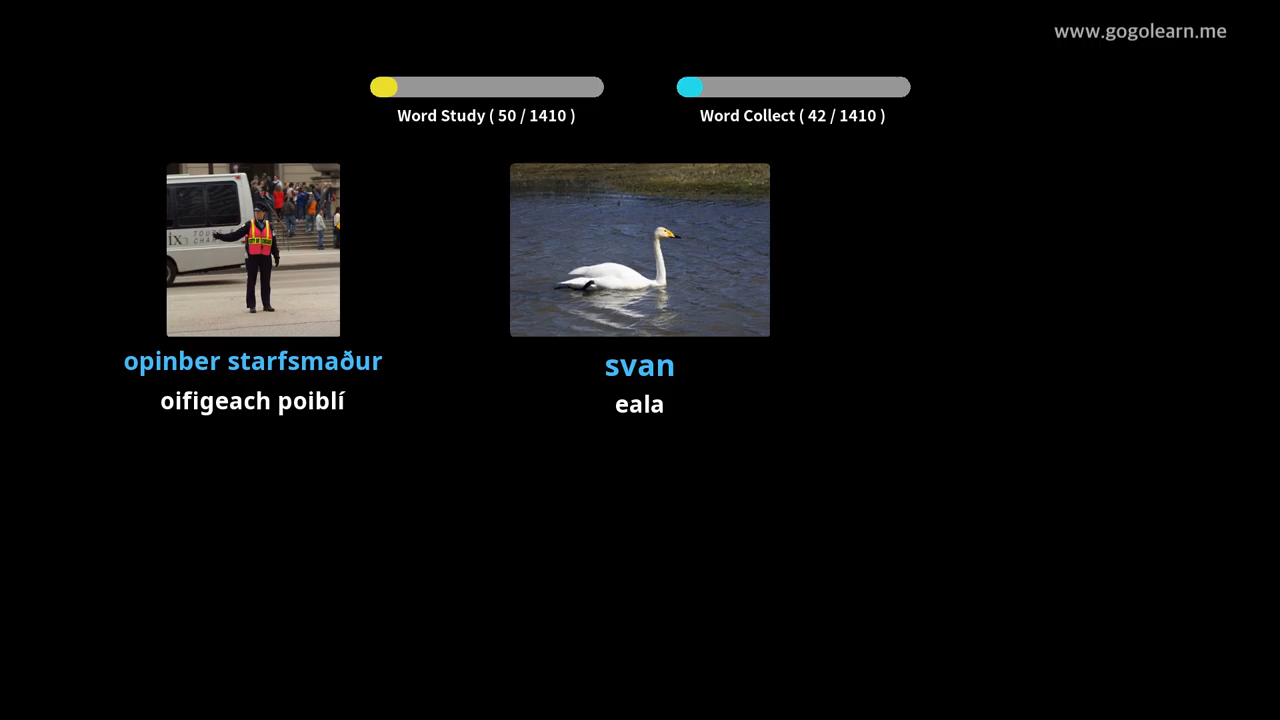 www.gogolearn.me
Word Study ( 50 / 1410 )
Word Collect ( 42 / 1410 )
opinber starfsmaður
oifigeach poiblí
svan
eala